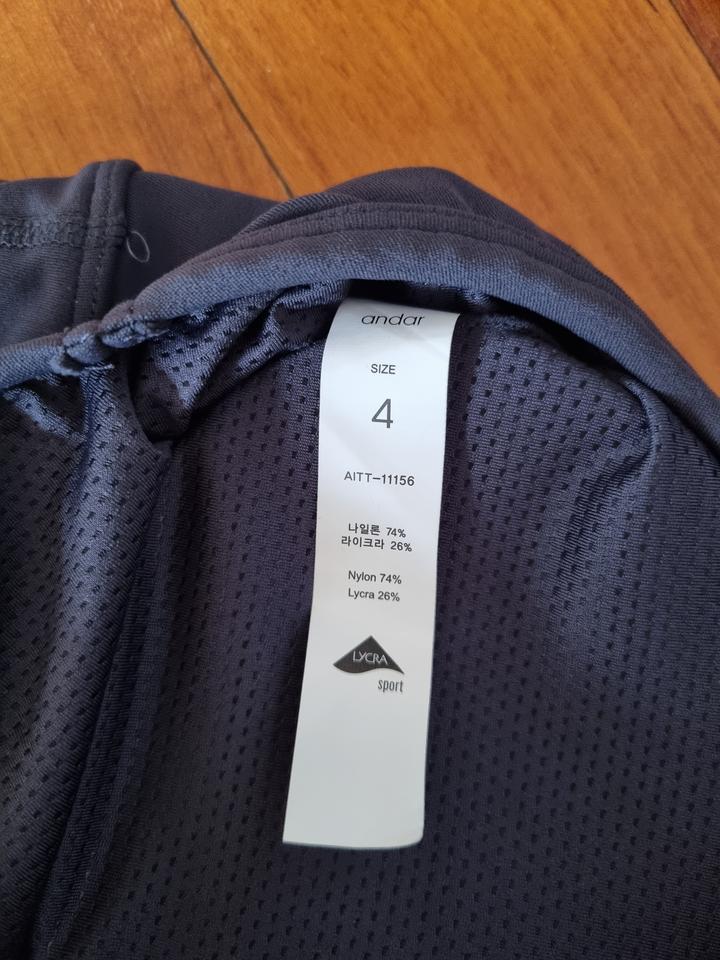 andar
SIZE
4
AITT-11156
나일론 74%
라이크라 26%
Nylon 74%
Lycra 26%
LYCRA
sport